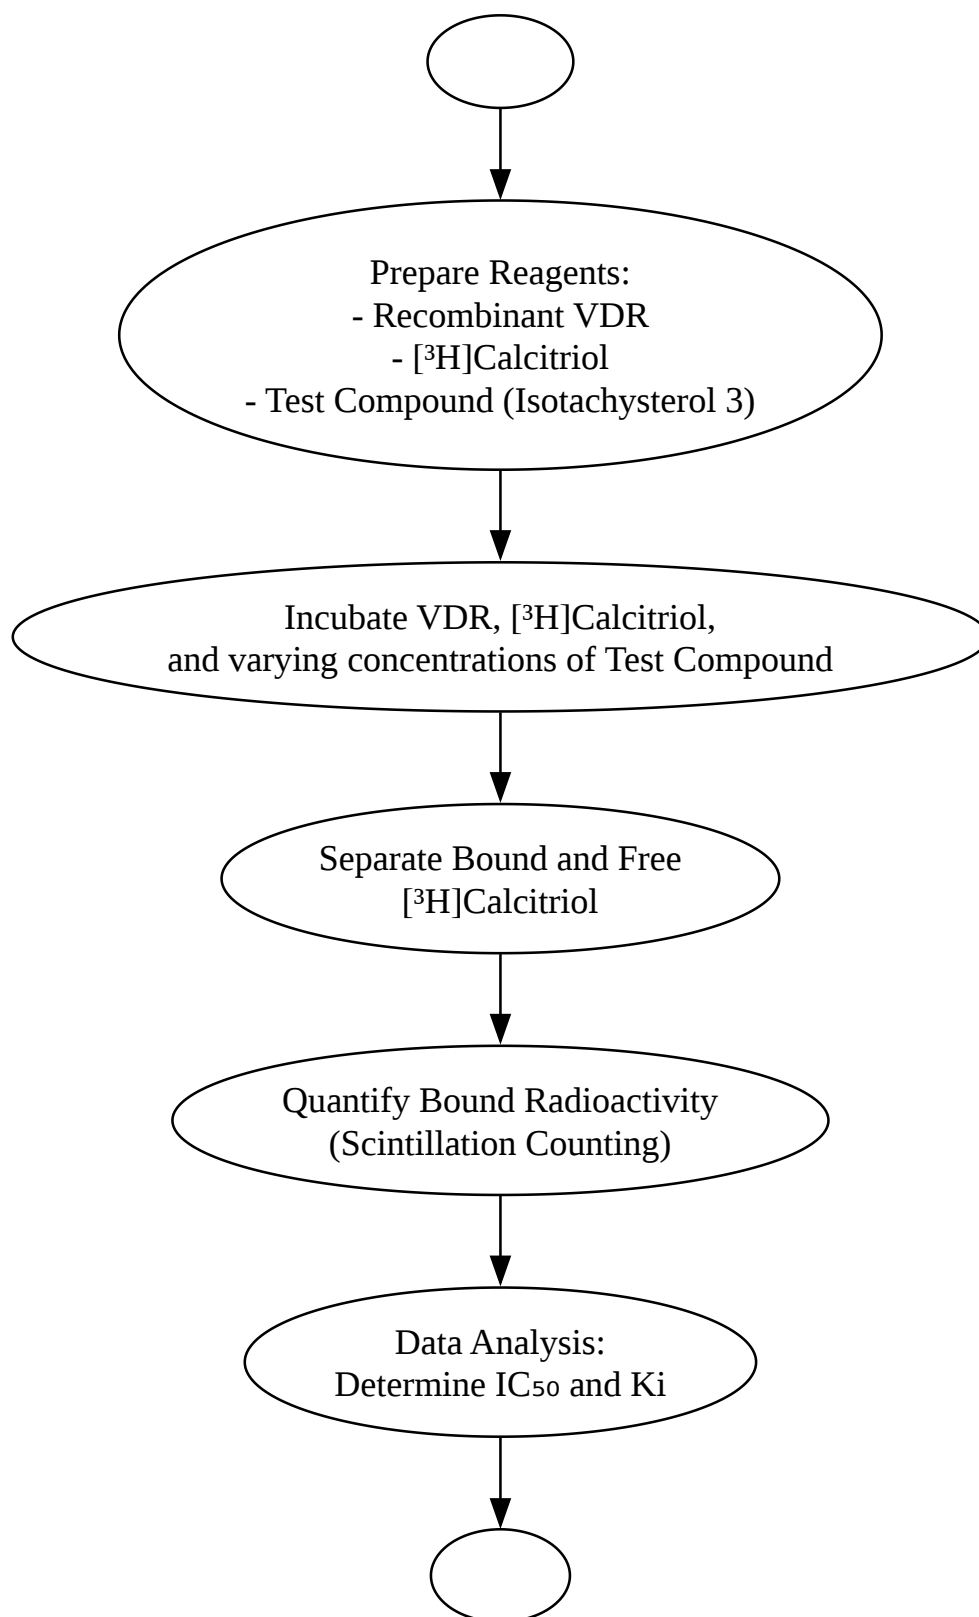 Prepare Reagents:
- Recombinant VDR
- [³H]Calcitriol
- Test Compound (Isotachysterol 3)
Incubate VDR, [³H]Calcitriol,
and varying concentrations of Test Compound
Separate Bound and Free
[³H]Calcitriol
Quantify Bound Radioactivity
(Scintillation Counting)
Data Analysis:
Determine IC₅₀ and Ki